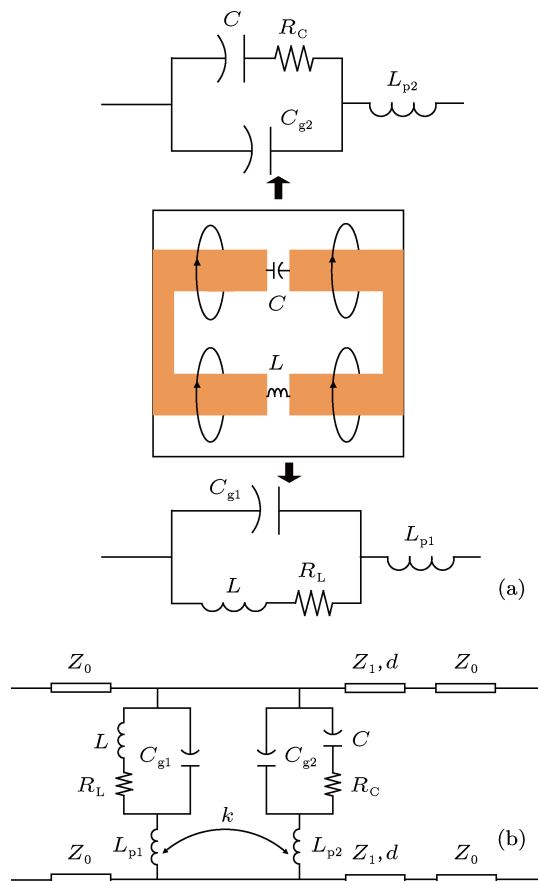 C
R_C
L_p2
C_g2
C
L
C_g1
L_p1
R_L
L
(a)
Z_0 Z_1, d Z_0
L C_g1 C_g2 C
R_L R_C
k
L_p1 L_p2 (b)
Z_0 Z_1, d Z_0